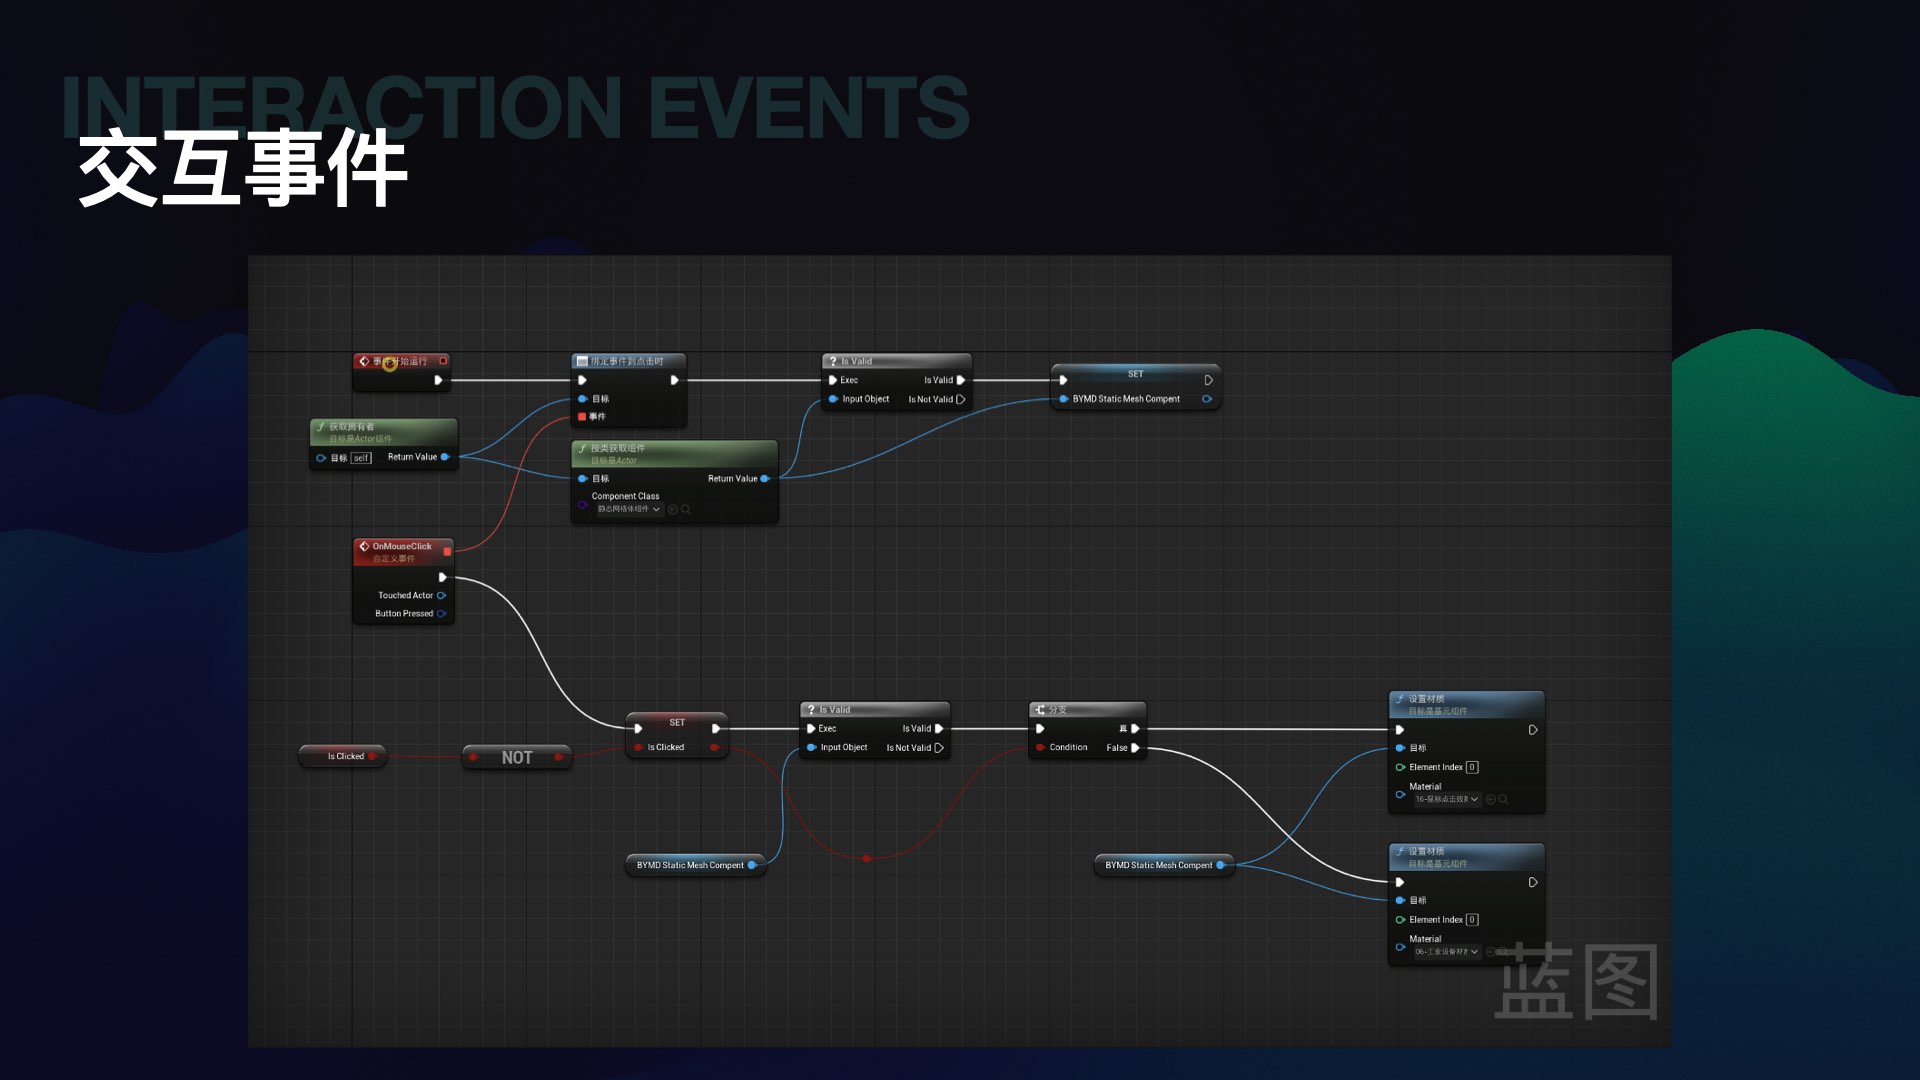 INTERACTION EVENTS
交互事件
事件开始运行
绑定事件到点击时
目标
事件
? Is Valid
Exec
Is Valid
Input Object
Is Not Valid
SET
BYMD Static Mesh Compent
f 获取拥有者
目标是Actor组件
目标 self
Return Value
f 按类获取组件
目标是Actor
目标
Return Value
Component Class
静态网格体组件
OnMouseClick
自定义事件
Touched Actor
Button Pressed
Is Clicked
NOT
SET
Is Clicked
? Is Valid
Exec
Is Valid
Input Object
Is Not Valid
分支
真
Condition
False
BYMD Static Mesh Compent
BYMD Static Mesh Compent
f 设置材质
目标是基元组件
目标
Element Index 0
Material
16-鼠标点击效果
f 设置材质
目标是基元组件
目标
Element Index 0
Material
06-工业设备材质
蓝图